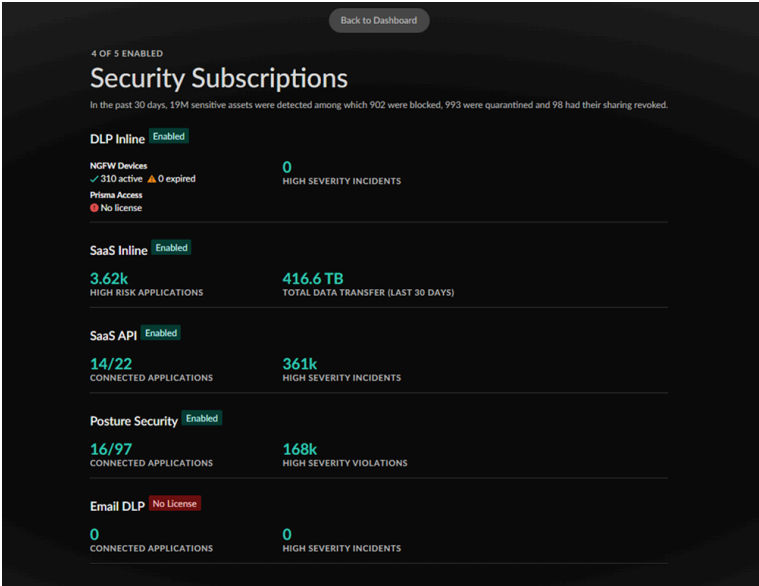 Back to Dashboard
4 OF 5 ENABLED
Security Subscriptions
In the past 30 days, 19M sensitive assets were detected among which 902 were blocked, 993 were quarantined and 98 had their sharing revoked.
DLP Inline Enabled
NGFW Devices
310 active 0 expired
Prisma Access
No license
0
HIGH SEVERITY INCIDENTS
SaaS Inline Enabled
3.62k
HIGH RISK APPLICATIONS
416.6 TB
TOTAL DATA TRANSFER (LAST 30 DAYS)
SaaS API Enabled
14/22
CONNECTED APPLICATIONS
361k
HIGH SEVERITY INCIDENTS
Posture Security Enabled
16/97
CONNECTED APPLICATIONS
168k
HIGH SEVERITY VIOLATIONS
Email DLP No License
0
CONNECTED APPLICATIONS
0
HIGH SEVERITY INCIDENTS